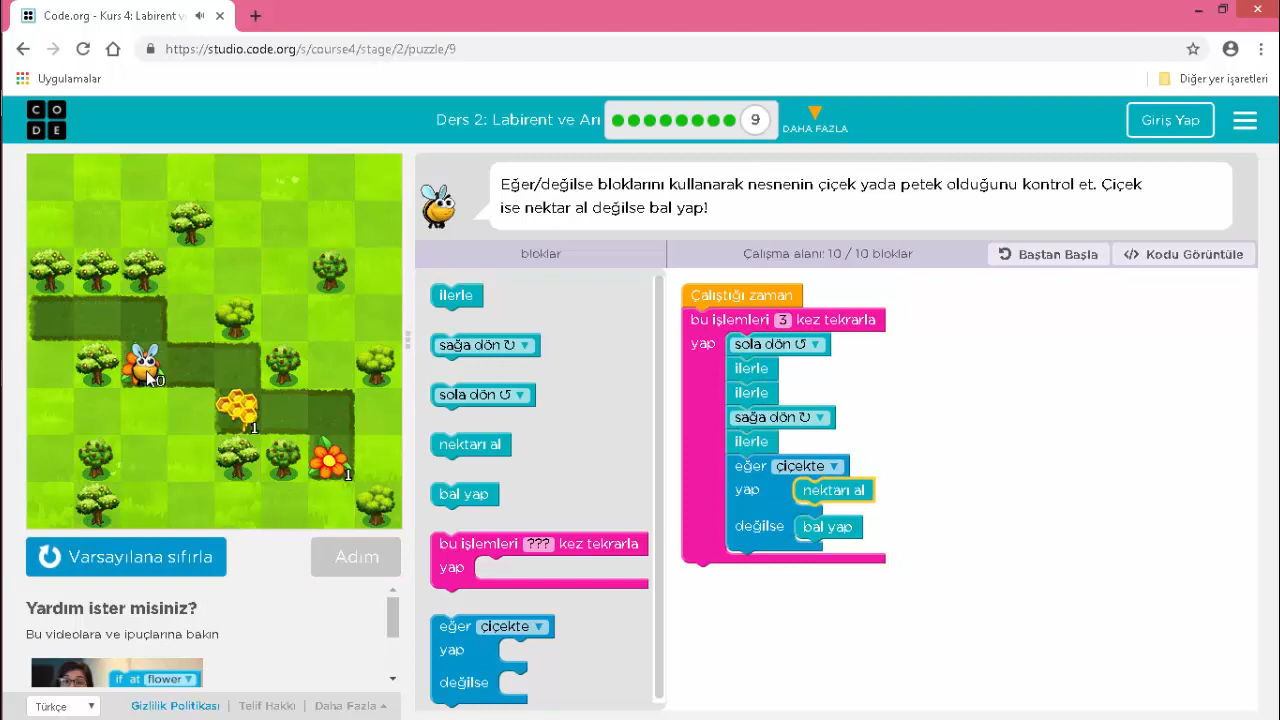 Code.org - Kurs 4: Labirent v
https://studio.code.org/s/course4/stage/2/puzzle/9
Uygulamalar
Diğer yer işaretleri
C O
D E
Ders 2: Labirent ve Arı
9
DAHA FAZLA
Giriş Yap
Eğer/değilse bloklarını kullanarak nesnenin çiçek yada petek olduğunu kontrol et. Çiçek
ise nektar al değilse bal yap!
bloklar
Çalışma alanı: 10 / 10 bloklar
Baştan Başla
</> Kodu Görüntüle
ilerle
sağa dön ↻
sola dön ↺
nektarı al
bal yap
bu işlemleri ??? kez tekrarla
yap
eğer çiçekte
yap
değilse
Çalıştığı zaman
bu işlemleri 3 kez tekrarla
yap
sola dön ↺
ilerle
ilerle
sağa dön ↻
ilerle
eğer çiçekte
yap
nektarı al
değilse
bal yap
0
1
1
Varsayılana sıfırla
Adım
Yardım ister misiniz?
Bu videolara ve ipuçlarına bakın
if at flower
Türkçe
Gizlilik Politikası
Telif Hakkı
Daha Fazla